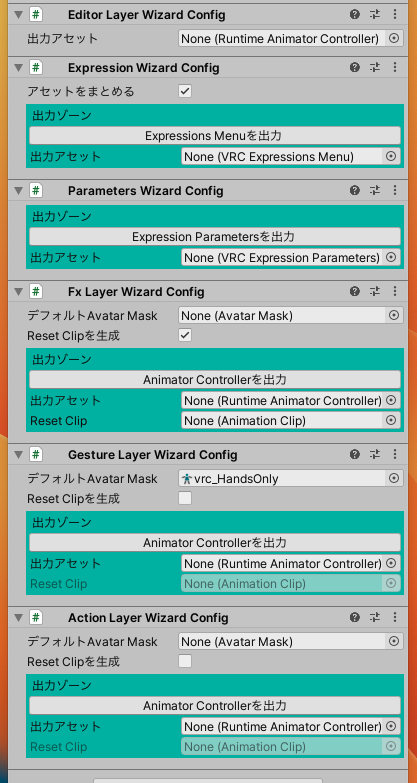 Editor Layer Wizard Config
出力アセット None (Runtime Animator Controller)
Expression Wizard Config
アセットをまとめる
出力ゾーン
Expressions Menuを出力
出力アセット None (VRC Expressions Menu)
Parameters Wizard Config
出力ゾーン
Expression Parametersを出力
出力アセット None (VRC Expression Parameters)
Fx Layer Wizard Config
デフォルトAvatar Mask None (Avatar Mask)
Reset Clipを生成
出力ゾーン
Animator Controllerを出力
出力アセット None (Runtime Animator Controller)
Reset Clip None (Animation Clip)
Gesture Layer Wizard Config
デフォルトAvatar Mask vrc_HandsOnly
Reset Clipを生成
出力ゾーン
Animator Controllerを出力
出力アセット None (Runtime Animator Controller)
Reset Clip None (Animation Clip)
Action Layer Wizard Config
デフォルトAvatar Mask None (Avatar Mask)
Reset Clipを生成
出力ゾーン
Animator Controllerを出力
出力アセット None (Runtime Animator Controller)
Reset Clip None (Animation Clip)